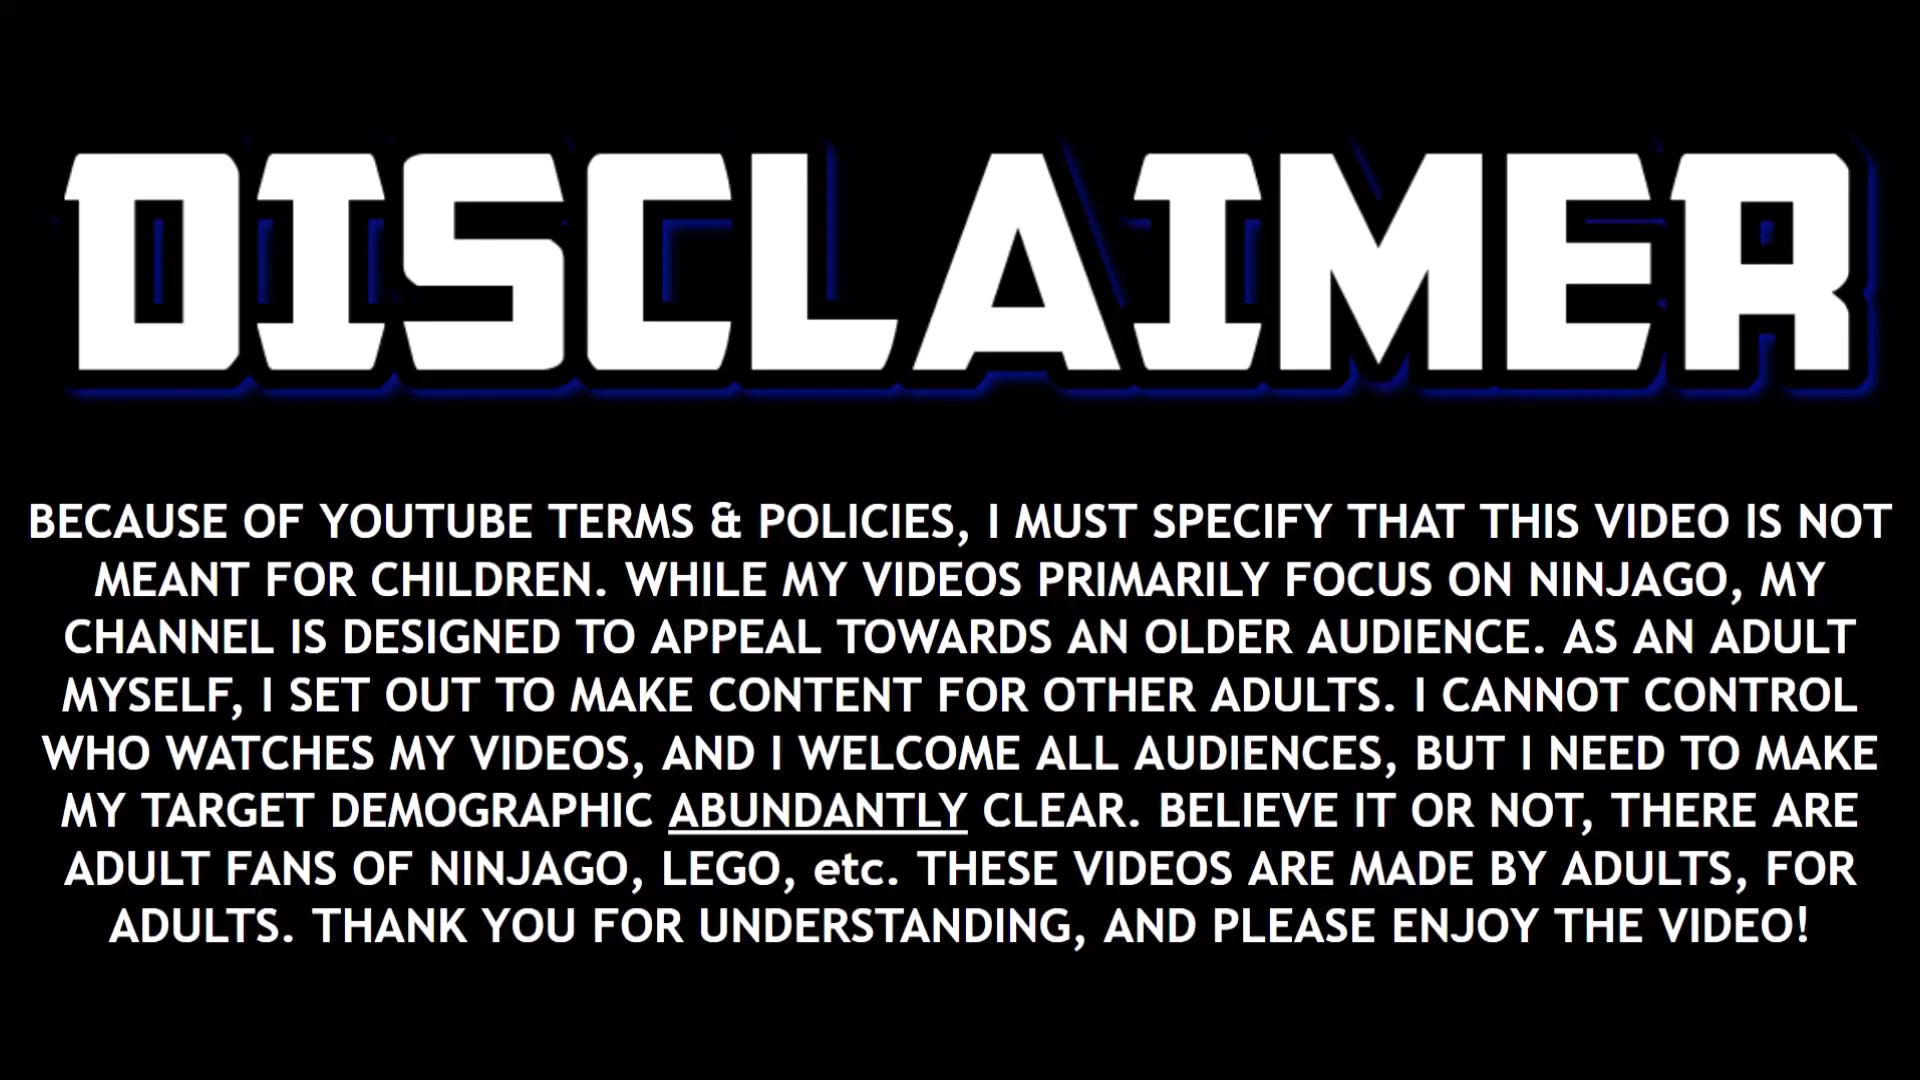 DISCLAIMER
BECAUSE OF YOUTUBE TERMS & POLICIES, I MUST SPECIFY THAT THIS VIDEO IS NOT
MEANT FOR CHILDREN. WHILE MY VIDEOS PRIMARILY FOCUS ON NINJAGO, MY
CHANNEL IS DESIGNED TO APPEAL TOWARDS AN OLDER AUDIENCE. AS AN ADULT
MYSELF, I SET OUT TO MAKE CONTENT FOR OTHER ADULTS. I CANNOT CONTROL
WHO WATCHES MY VIDEOS, AND I WELCOME ALL AUDIENCES, BUT I NEED TO MAKE
MY TARGET DEMOGRAPHIC ABUNDANTLY CLEAR. BELIEVE IT OR NOT, THERE ARE
ADULT FANS OF NINJAGO, LEGO, etc. THESE VIDEOS ARE MADE BY ADULTS, FOR
ADULTS. THANK YOU FOR UNDERSTANDING, AND PLEASE ENJOY THE VIDEO!